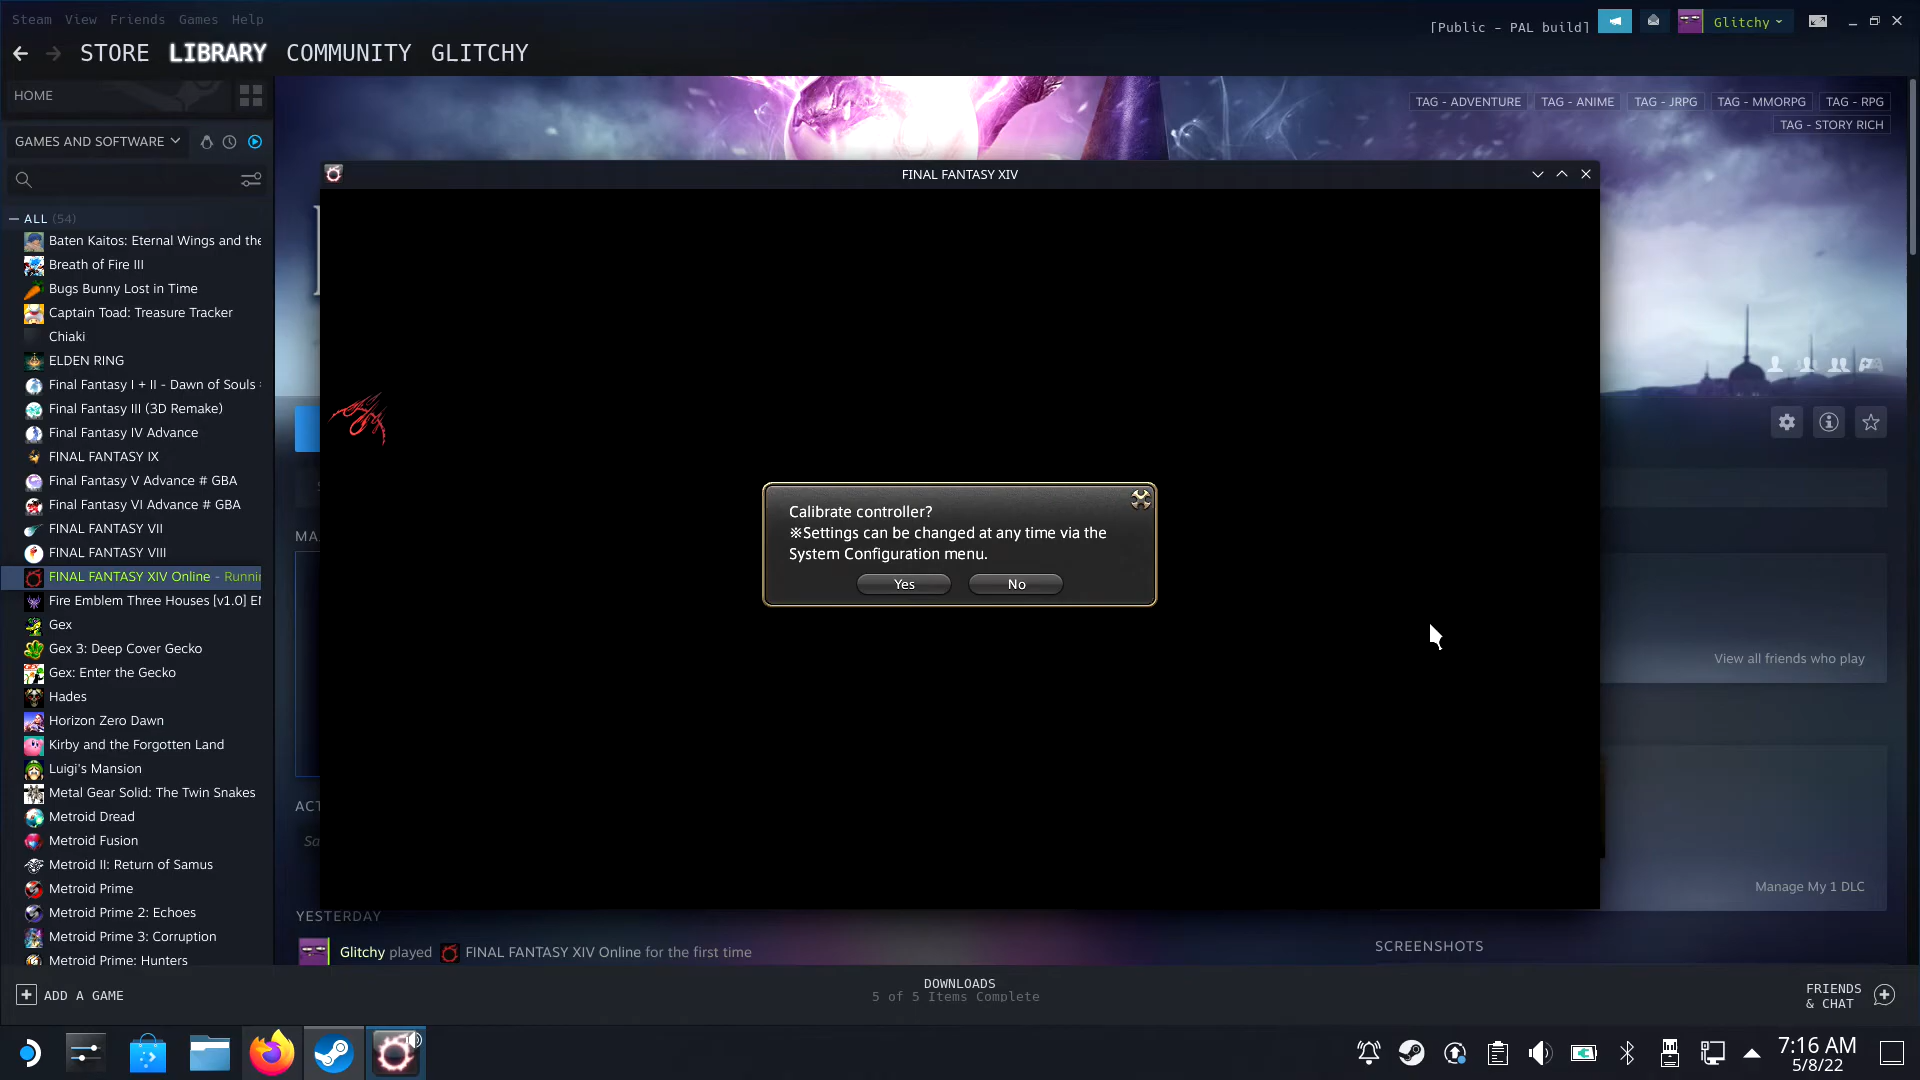 Steam View Friends Games Help
[Public - PAL build]
Glitchy
STORE LIBRARY COMMUNITY GLITCHY
HOME
TAG - ADVENTURE TAG - ANIME TAG - JRPG TAG - MMORPG TAG - RPG
TAG - STORY RICH
GAMES AND SOFTWARE
FINAL FANTASY XIV
ALL (54)
Baten Kaitos: Eternal Wings and the
Breath of Fire III
Bugs Bunny Lost in Time
Captain Toad: Treasure Tracker
Chiaki
ELDEN RING
Final Fantasy I + II - Dawn of Souls
Final Fantasy III (3D Remake)
Final Fantasy IV Advance
FINAL FANTASY IX
Final Fantasy V Advance # GBA
Final Fantasy VI Advance # GBA
FINAL FANTASY VII
FINAL FANTASY VIII
FINAL FANTASY XIV Online - Runnin
Fire Emblem Three Houses [v1.0] EN
Gex
Gex 3: Deep Cover Gecko
Gex: Enter the Gecko
Hades
Horizon Zero Dawn
Kirby and the Forgotten Land
Luigi's Mansion
Metal Gear Solid: The Twin Snakes
Metroid Dread
Metroid Fusion
Metroid II: Return of Samus
Metroid Prime
Metroid Prime 2: Echoes
Metroid Prime 3: Corruption
Metroid Prime: Hunters
Calibrate controller?
※Settings can be changed at any time via the
System Configuration menu.
Yes No
View all friends who play
MA
ACT
Sa
Manage My 1 DLC
YESTERDAY
Glitchy played FINAL FANTASY XIV Online for the first time
SCREENSHOTS
ADD A GAME
DOWNLOADS
5 of 5 Items Complete
FRIENDS
& CHAT
7:16 AM
5/8/22